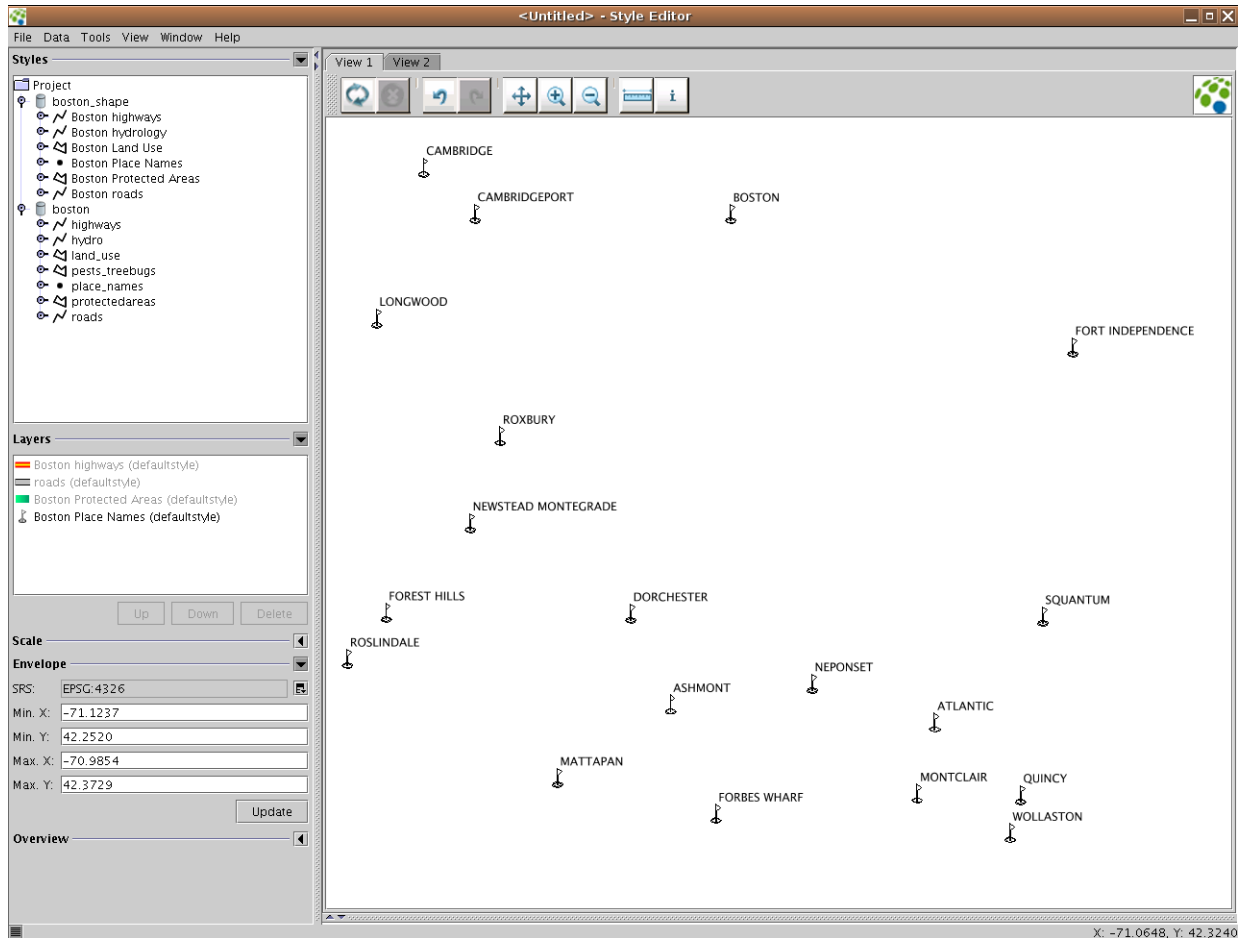 <Untitled> - Style Editor
File Data Tools View Window Help
Styles
Project
boston_shape
Boston highways
Boston hydrology
Boston Land Use
Boston Place Names
Boston Protected Areas
Boston roads
boston
highways
hydro
land_use
pests_treebugs
place_names
protectedareas
roads
Layers
Boston highways (defaultstyle)
roads (defaultstyle)
Boston Protected Areas (defaultstyle)
Boston Place Names (defaultstyle)
Up Down Delete
Scale
Envelope
SRS: EPSG:4326
Min. X: -71.1237
Min. Y: 42.2520
Max. X: -70.9854
Max. Y: 42.3729
Update
Overview
View 1 View 2
i
CAMBRIDGE
CAMBRIDGEPORT BOSTON
LONGWOOD
FORT INDEPENDENCE
ROXBURY
NEWSTEAD MONTEGRADE
FOREST HILLS DORCHESTER SQUANTUM
ROSLINDALE
NEPONSET
ASHMONT
ATLANTIC
MATTAPAN
MONTCLAIR QUINCY
FORBES WHARF
WOLLASTON
X: -71.0648, Y: 42.3240